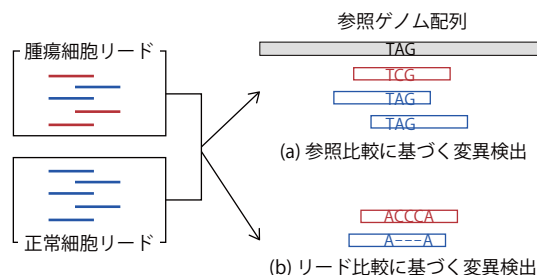 参照ゲノム配列
TAG
腫瘍細胞リード
TCG
TAG
TAG
(a) 参照比較に基づく変異検出
ACCCA
A---A
正常細胞リード
(b) リード比較に基づく変異検出